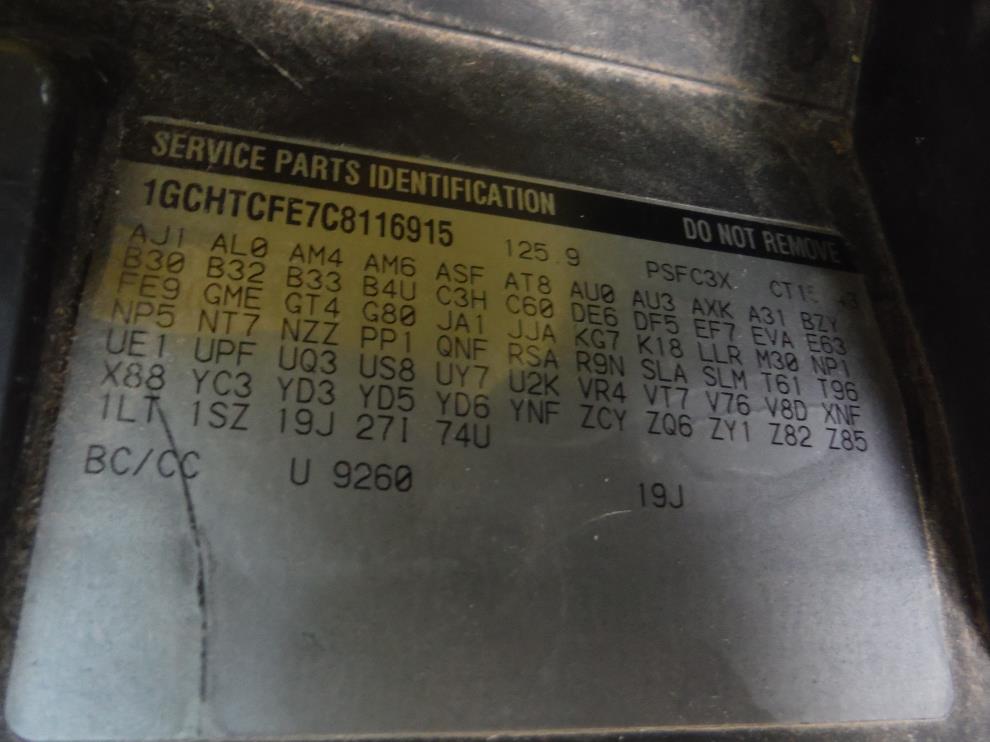 SERVICE PARTS IDENTIFICATION DO NOT REMOVE
1GCHTCFE7C8116915 125.9 PSFC3X
AJ1 AL0 AM4 AM6 ASF AT8 AU0 AU3 AXK A31 BZY
B30 B32 B33 B4U C3H C60 DE6 DF5 EF7 EVA E63
FE9 GME GT4 G80 JA1 JJA KG7 K18 LLR M30 NP1
NP5 NT7 NZZ PP1 QNF RSA R9N SLA SLM T61 T96
UE1 UPF UQ3 US8 UY7 U2K VR4 VT7 V76 V8D XNF
X88 YC3 YD3 YD5 YD6 YNF ZCY ZQ6 ZY1 Z82 Z85
1LT 1SZ 19J 27I 74U
BC/CC U 9260 19J